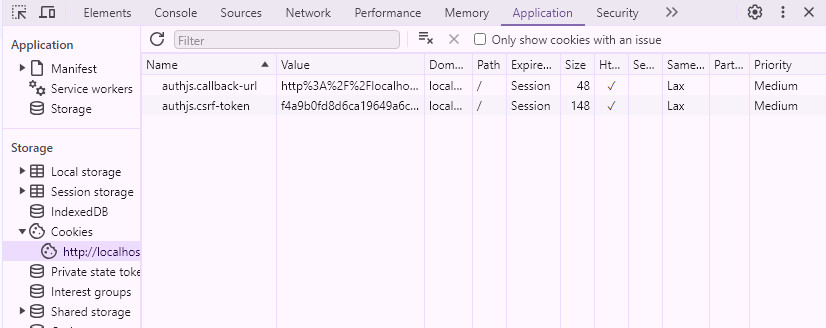 Elements Console Sources Network Performance Memory Application Security
Filter
Only show cookies with an issue
Application
Manifest
Service workers
Storage
Storage
Local storage
Session storage
IndexedDB
Cookies
http://localhos
Private state toke
Interest groups
Shared storage
Name Value Dom... Path Expire... Size Ht... Se... Same... Part... Priority
authjs.callback-url http%3A%2F%2Flocalho... local... / Session 48 ✓ Lax Medium
authjs.csrf-token f4a9b0fd8d6ca19649a6c... local... / Session 148 ✓ Lax Medium